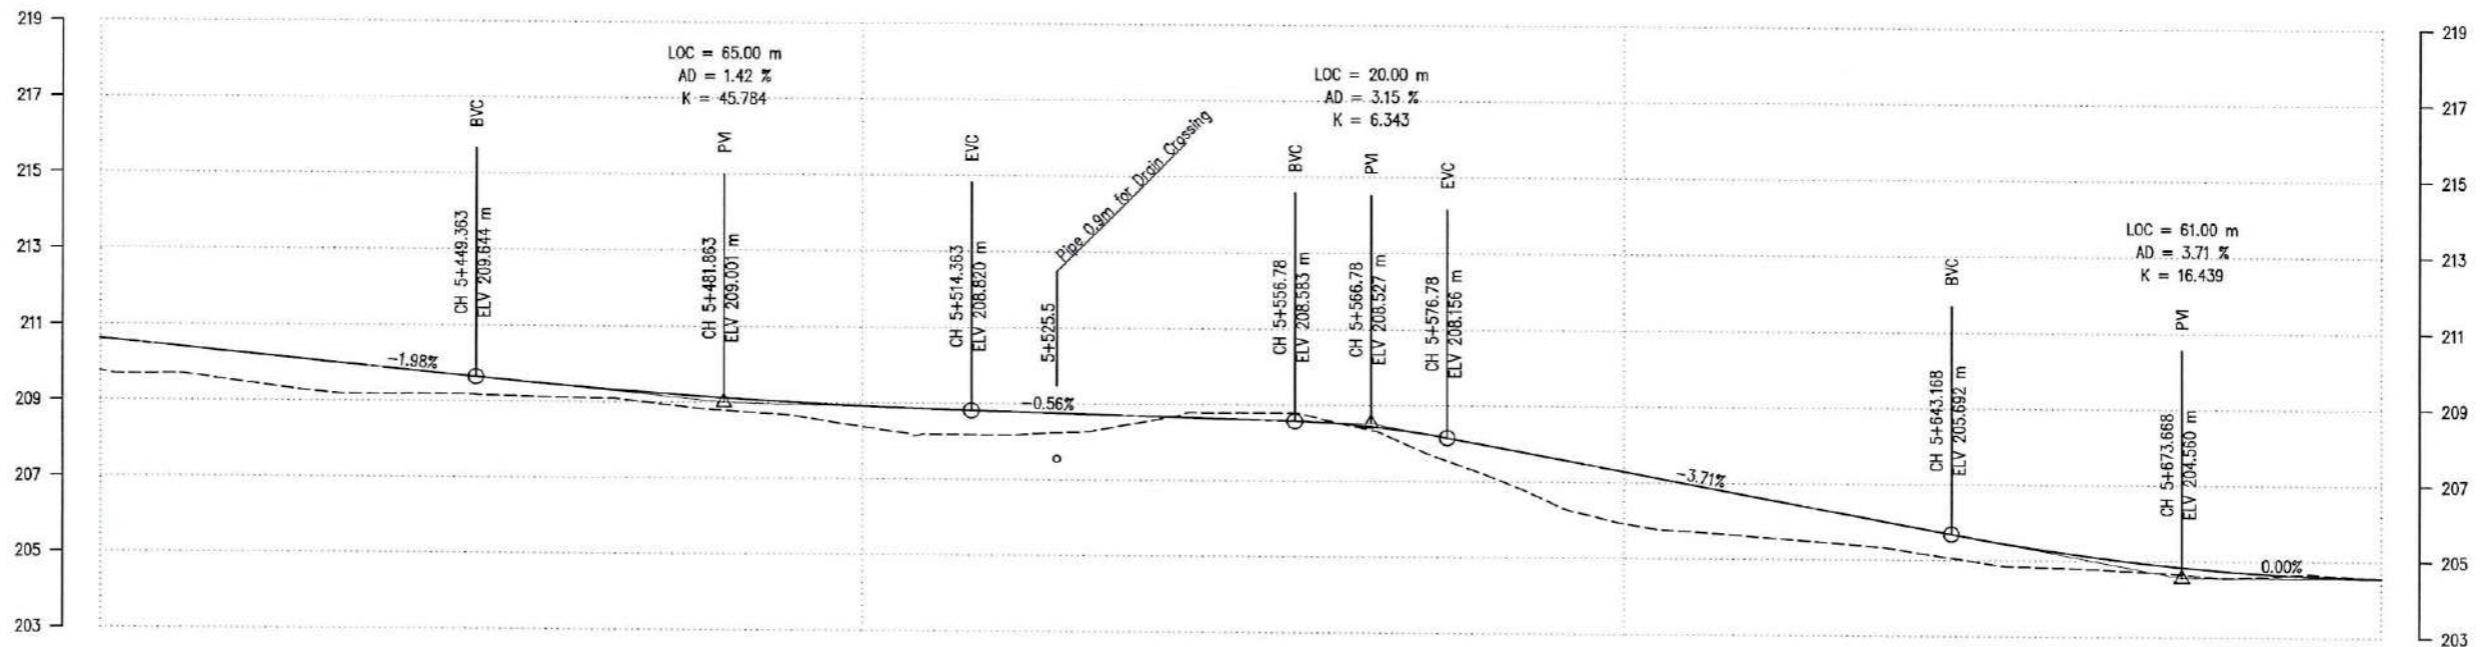 219
217
215
213
211
209
207
205
203
BVC
CH 5+449.363
ELV 209.644 m
-1.98%
LOC = 65.00 m
AD = 1.42 %
K = 45.784
PVI
CH 5+481.863
ELV 209.001 m
EVC
CH 5+514.363
ELV 208.820 m
Pipe 0.9m for Drain Crossing
5+525.5
-0.56%
LOC = 20.00 m
AD = 3.15 %
K = 6.343
BVC
CH 5+556.78
ELV 208.583 m
PVI
CH 5+566.78
ELV 208.527 m
EVC
CH 5+576.78
ELV 208.156 m
-3.71%
BVC
CH 5+643.168
ELV 205.692 m
LOC = 61.00 m
AD = 3.71 %
K = 16.439
PVI
CH 5+673.668
ELV 204.560 m
0.00%
219
217
215
213
211
209
207
205
203